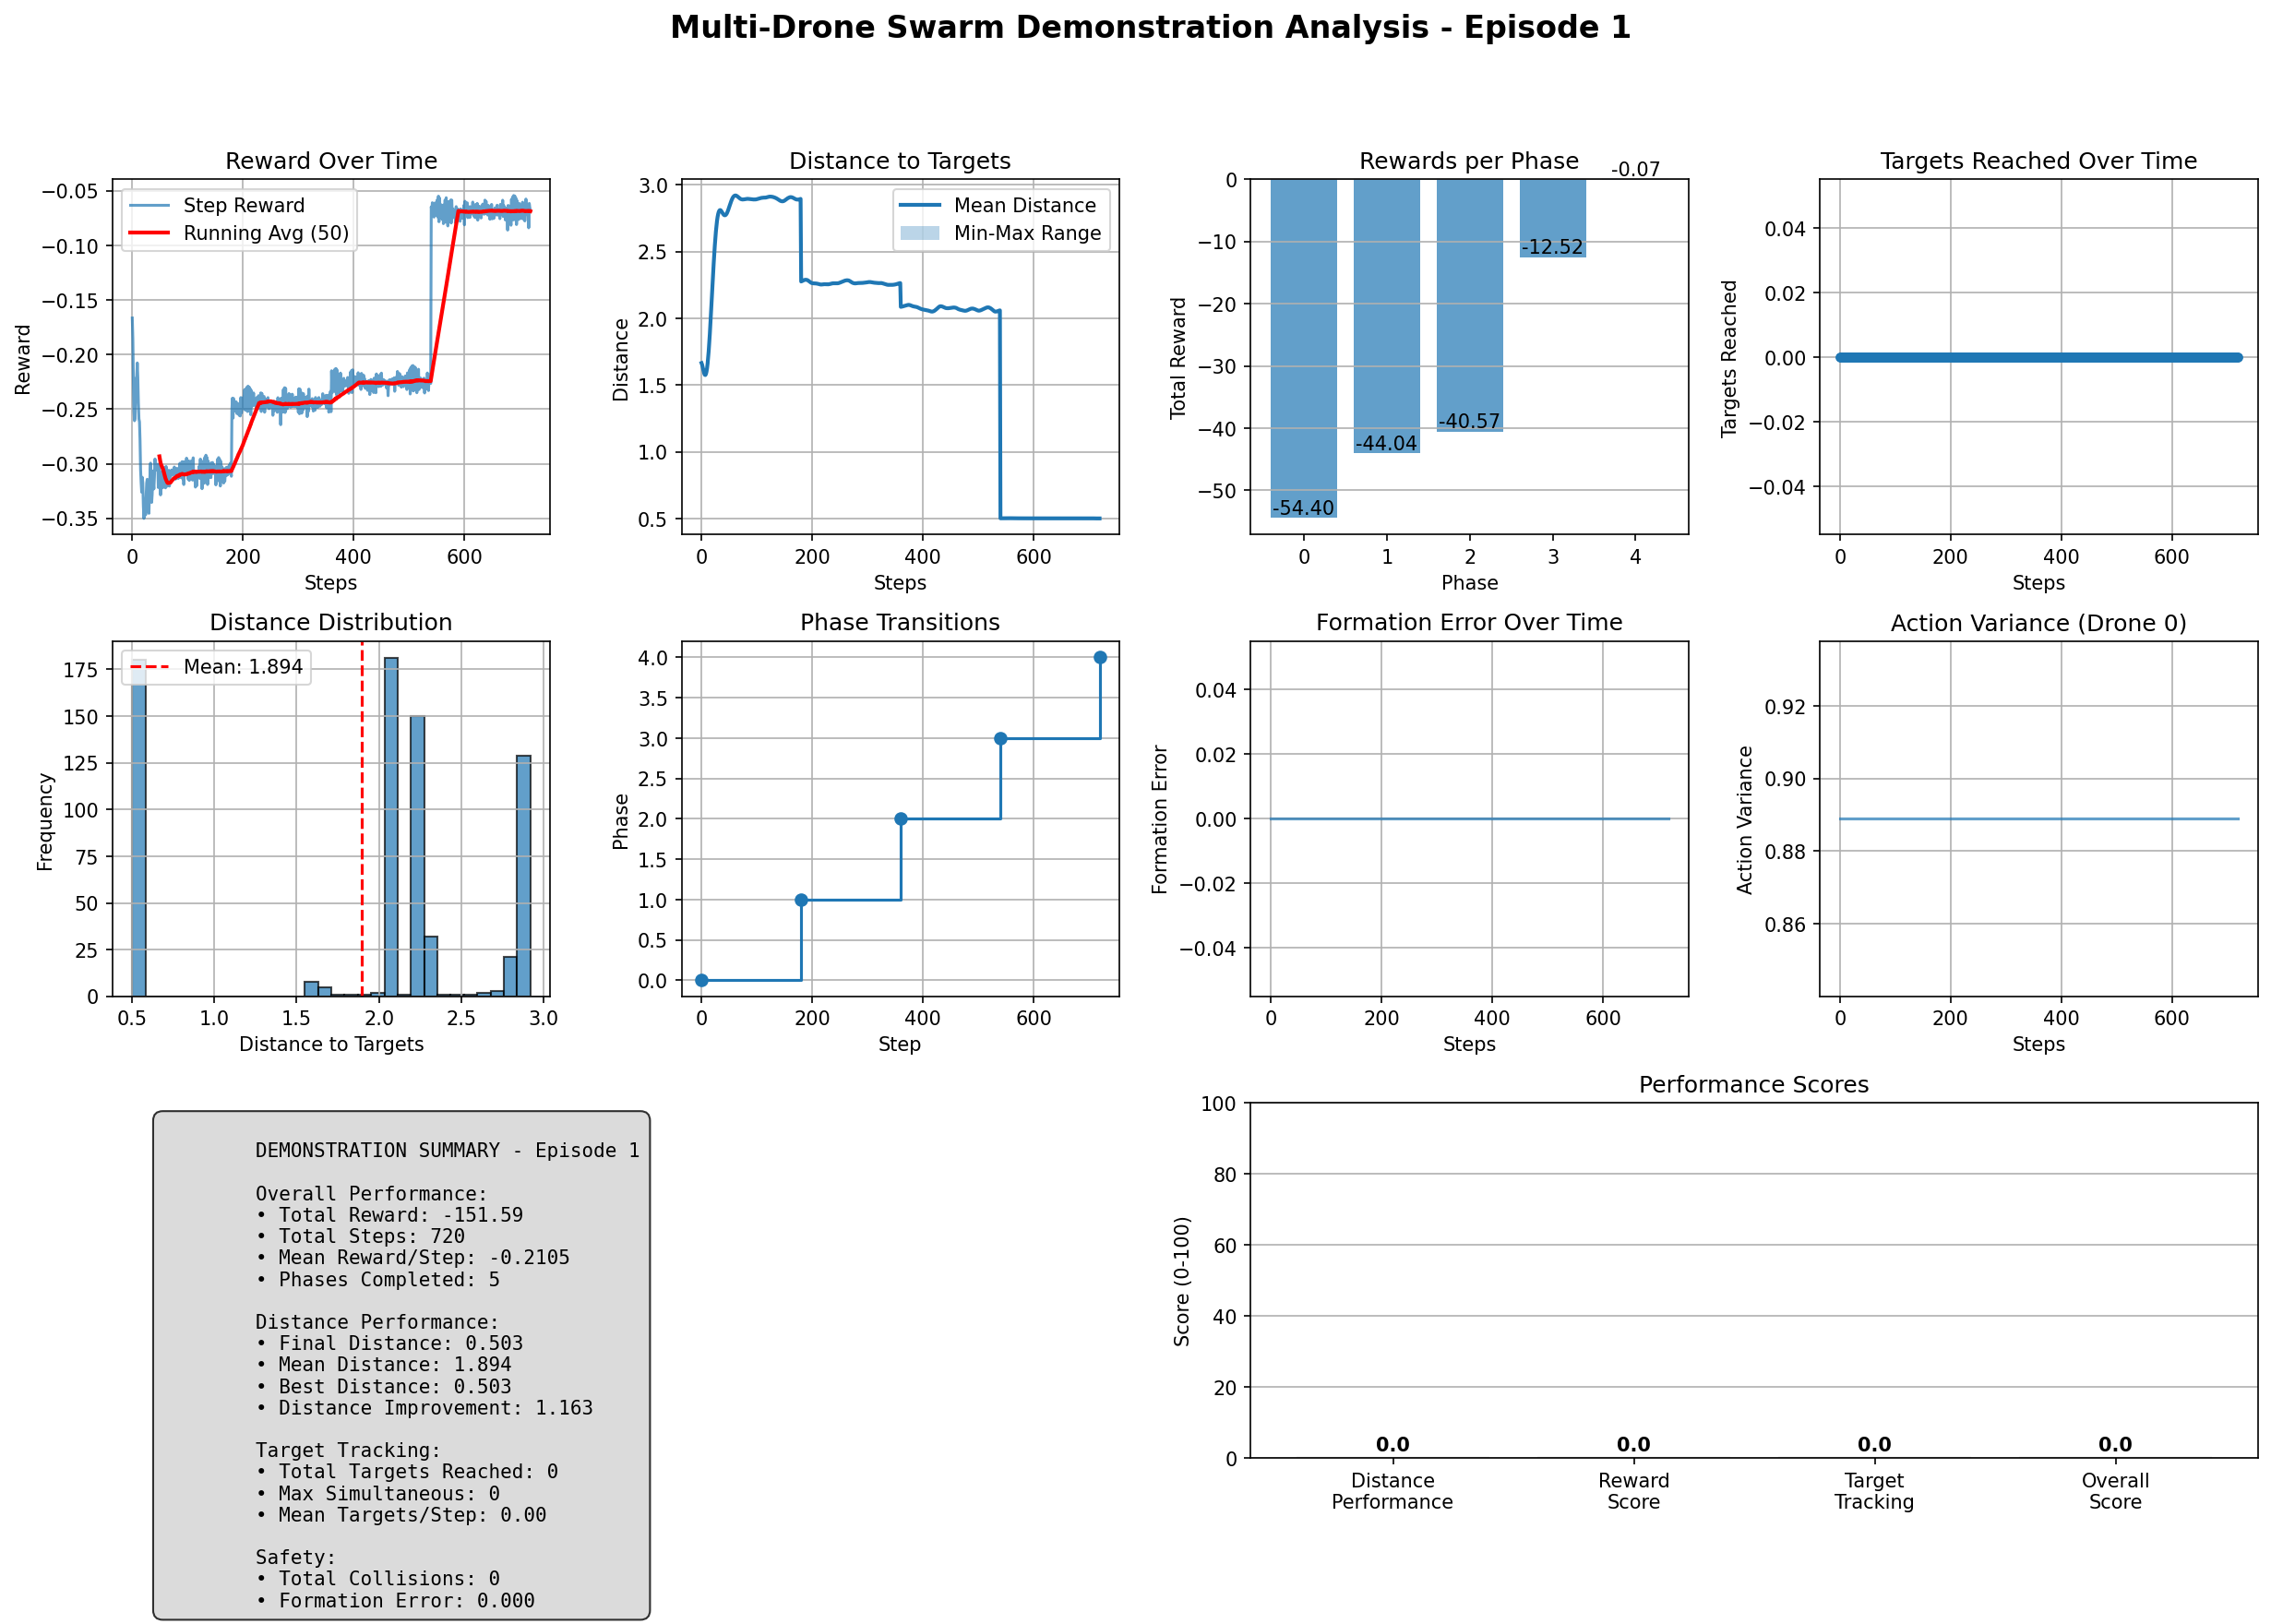 Multi-Drone Swarm Demonstration Analysis - Episode 1
Reward Over Time
−0.05
−0.10
−0.15
−0.20
−0.25
−0.30
−0.35
Reward
Step Reward
Running Avg (50)
0 200 400 600
Steps
Distance to Targets
3.0
2.5
2.0
1.5
1.0
0.5
Distance
Mean Distance
Min-Max Range
0 200 400 600
Steps
Rewards per Phase
0
−10
−20
−30
−40
−50
Total Reward
-54.40
-44.04
-40.57
-12.52
-0.07
0 1 2 3 4
Phase
Targets Reached Over Time
0.04
0.02
0.00
−0.02
−0.04
Targets Reached
0 200 400 600
Steps
Distance Distribution
175
150
125
100
75
50
25
0
Frequency
Mean: 1.894
0.5 1.0 1.5 2.0 2.5 3.0
Distance to Targets
Phase Transitions
4.0
3.5
3.0
2.5
2.0
1.5
1.0
0.5
0.0
Phase
0 200 400 600
Step
Formation Error Over Time
0.04
0.02
0.00
−0.02
−0.04
Formation Error
0 200 400 600
Steps
Action Variance (Drone 0)
0.92
0.90
0.88
0.86
Action Variance
0 200 400 600
Steps
DEMONSTRATION SUMMARY - Episode 1
Overall Performance:
• Total Reward: -151.59
• Total Steps: 720
• Mean Reward/Step: -0.2105
• Phases Completed: 5
Distance Performance:
• Final Distance: 0.503
• Mean Distance: 1.894
• Best Distance: 0.503
• Distance Improvement: 1.163
Target Tracking:
• Total Targets Reached: 0
• Max Simultaneous: 0
• Mean Targets/Step: 0.00
Safety:
• Total Collisions: 0
• Formation Error: 0.000
Performance Scores
100
80
60
40
20
0
Score (0-100)
0.0 0.0 0.0 0.0
Distance
Performance
Reward
Score
Target
Tracking
Overall
Score